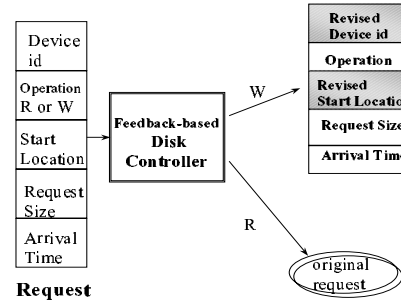 Device
id
Operation
R or W
Start
Location
Request
Size
Arrival
Time
Request
Feedback-based
Disk
Controller
W
R
Revised
Device id
Operation
Revised
Start Location
Request Size
Arrival Time
original
request